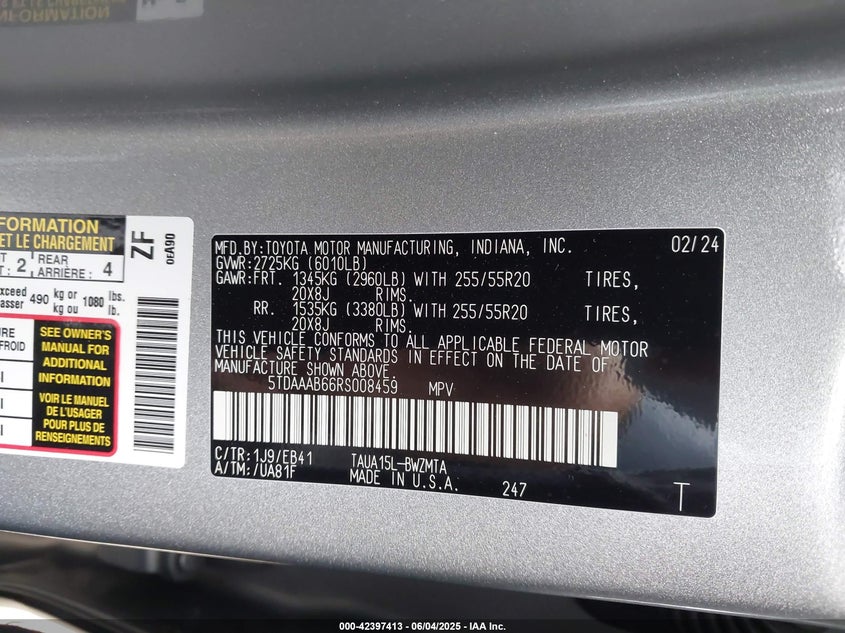 FORMATION
ET LE CHARGEMENT
2 REAR
ARRIÈRE : 4
exceed
asser 490 kg or
kg ou 1080 lbs.
lb.
URE
FROID
SEE OWNER'S
MANUAL FOR
ADDITIONAL
INFORMATION
VOIR LE MANUEL
DE L'USAGER
POUR PLUS DE
RENSEIGNEMENTS
ZF
0EA90
MFD.BY:TOYOTA MOTOR MANUFACTURING, INDIANA, INC. 02/24
GVWR:2725KG (6010LB)
GAWR:FRT. 1345KG (2960LB) WITH 255/55R20 TIRES,
20X8J RIMS.
RR. 1535KG (3380LB) WITH 255/55R20 TIRES,
20X8J RIMS.
THIS VEHICLE CONFORMS TO ALL APPLICABLE FEDERAL MOTOR
VEHICLE SAFETY STANDARDS IN EFFECT ON THE DATE OF
MANUFACTURE SHOWN ABOVE.
5TDAAAB66RS008459 MPV
C/TR:1J9/EB41 TAUA15L-BWZMTA
A/TM:/UA81F MADE IN U.S.A. 247 T
000-42397413 - 06/04/2025 - IAA Inc.